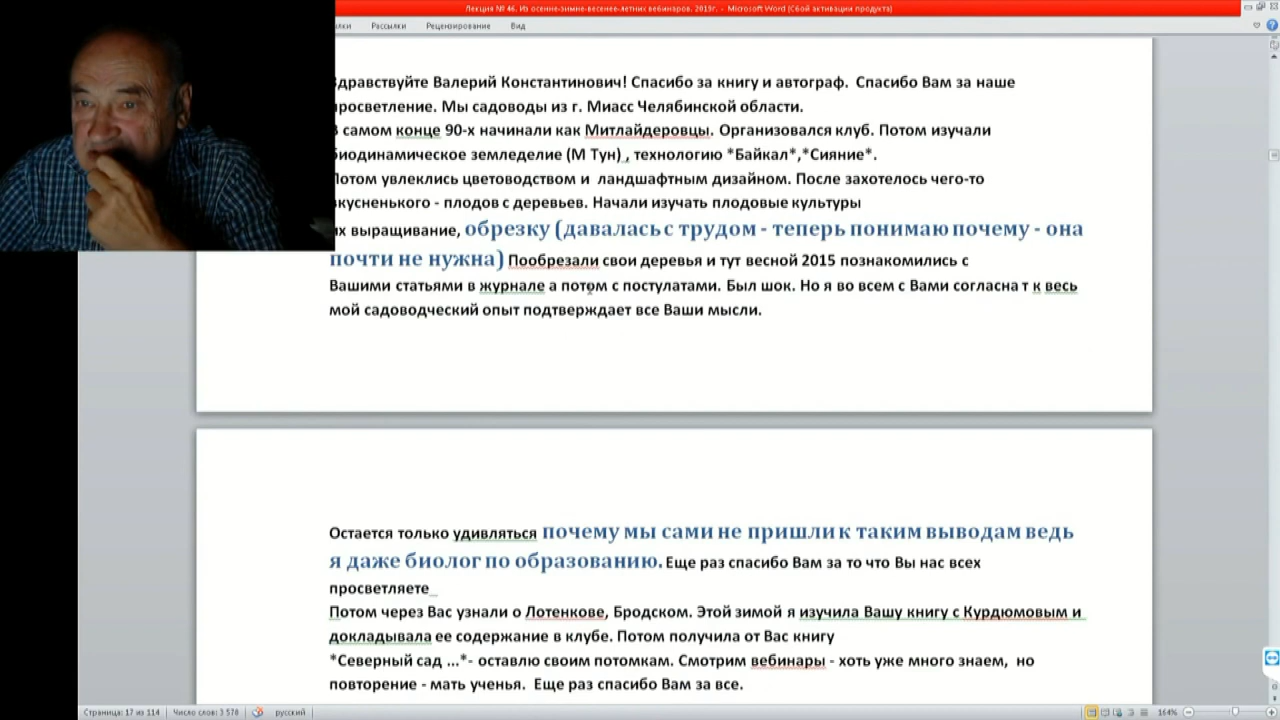 Лекция № 46. Из осенне-зимне-весенее-летних вебинаров. 2015г. - Microsoft Word (Сбой активации продукта)
Рассылки Рецензирование Вид
Здравствуйте Валерий Константинович! Спасибо за книгу и автограф. Спасибо Вам за наше
просветление. Мы садоводы из г. Миасс Челябинской области.
В самом конце 90-х начинали как Митлайдеровцы. Организовался клуб. Потом изучали
биодинамическое земледелие (М Тун) , технологию *Байкал*,*Сияние*.
Потом увлеклись цветоводством и ландшафтным дизайном. После захотелось чего-то
вкусненького - плодов с деревьев. Начали изучать плодовые культуры
их выращивание, обрезку (давалась с трудом - теперь понимаю почему - она
почти не нужна) Пообрезали свои деревья и тут весной 2015 познакомились с
Вашими статьями в журнале а потом с постулатами. Был шок. Но я во всем с Вами согласна т к весь
мой садоводческий опыт подтверждает все Ваши мысли.
Остается только удивляться почему мы сами не пришли к таким выводам ведь
я даже биолог по образованию. Еще раз спасибо Вам за то что Вы нас всех
просветляете
Потом через Вас узнали о Лотенкове, Бродском. Этой зимой я изучила Вашу книгу с Курдюмовым и
докладывала ее содержание в клубе. Потом получила от Вас книгу
*Северный сад ...*- оставлю своим потомкам. Смотрим вебинары - хоть уже много знаем, но
повторение - мать ученья. Еще раз спасибо Вам за все.
Страница: 17 из 114 Число слов: 3 578 русский 164%